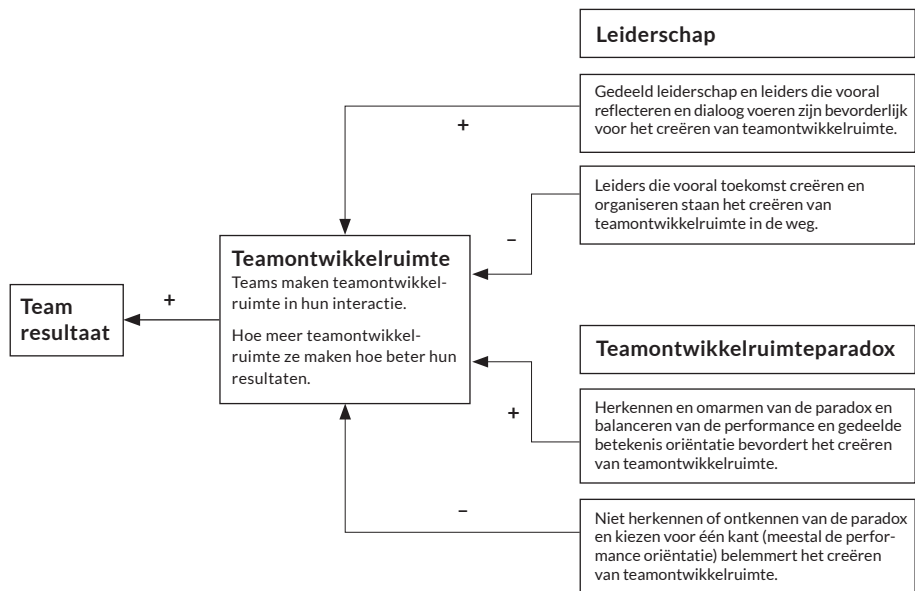 Leiderschap
Gedeeld leiderschap en leiders die vooral
reflecteren en dialoog voeren zijn bevorderlijk
voor het creëren van teamontwikkelruimte.
+
Leiders die vooral toekomst creëren en
organiseren staan het creëren van
teamontwikkelruimte in de weg.
–
Teamontwikkelruimte
Teams maken teamontwikkel-
ruimte in hun interactie.
Hoe meer teamontwikkel-
ruimte ze maken hoe beter hun
resultaten.
+
Team
resultaat
Teamontwikkelruimteparadox
Herkennen en omarmen van de paradox en
balanceren van de performance en gedeelde
betekenis oriëntatie bevordert het creëren
van teamontwikkelruimte.
+
Niet herkennen of ontkennen van de paradox
en kiezen voor één kant (meestal de perfor-
mance oriëntatie) belemmert het creëren
van teamontwikkelruimte.
–